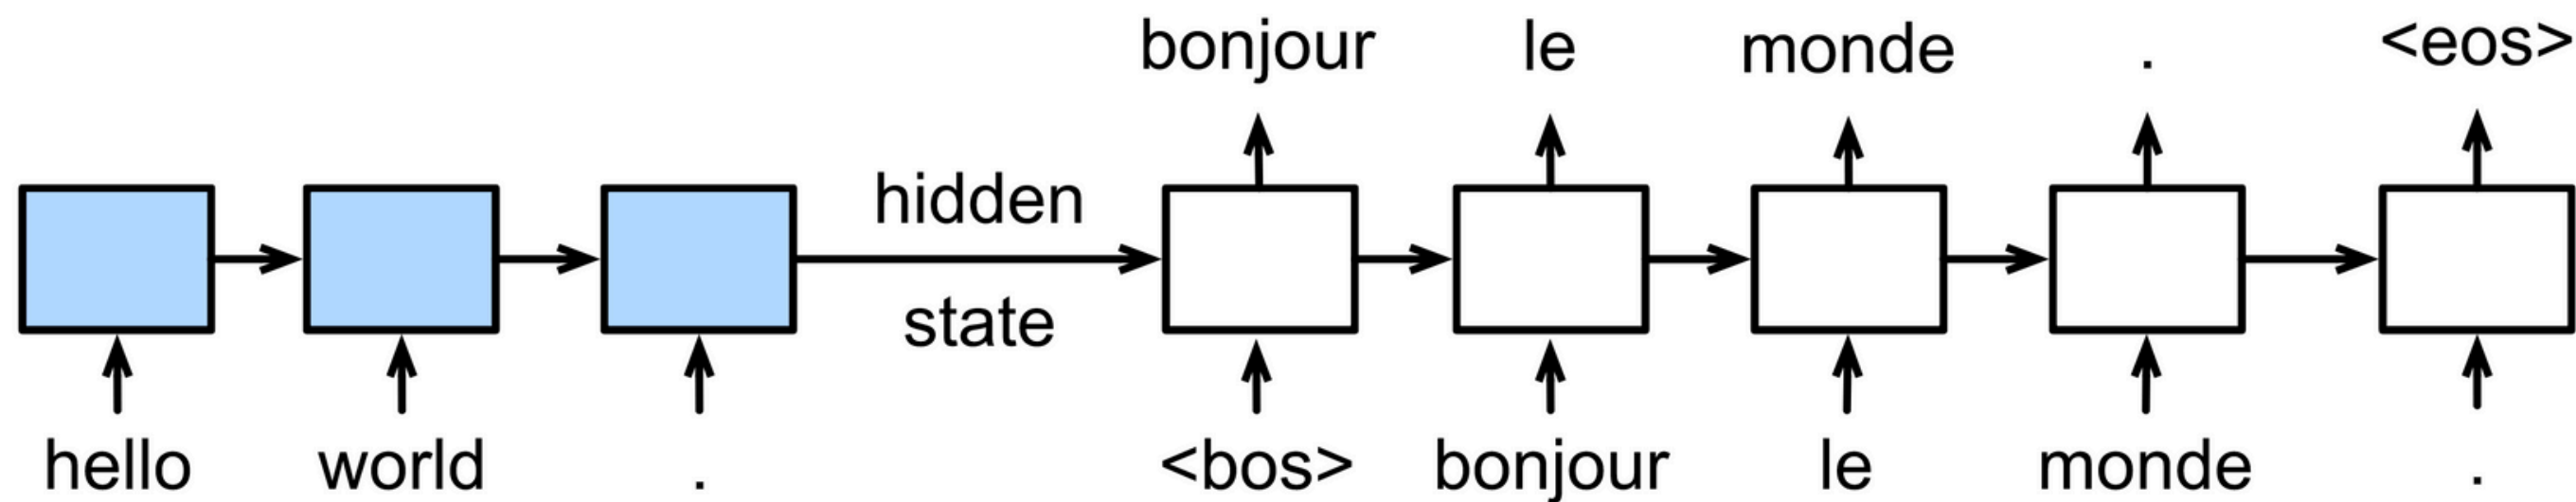 bonjour le monde . <eos>
hidden
state
hello world . <bos> bonjour le monde .